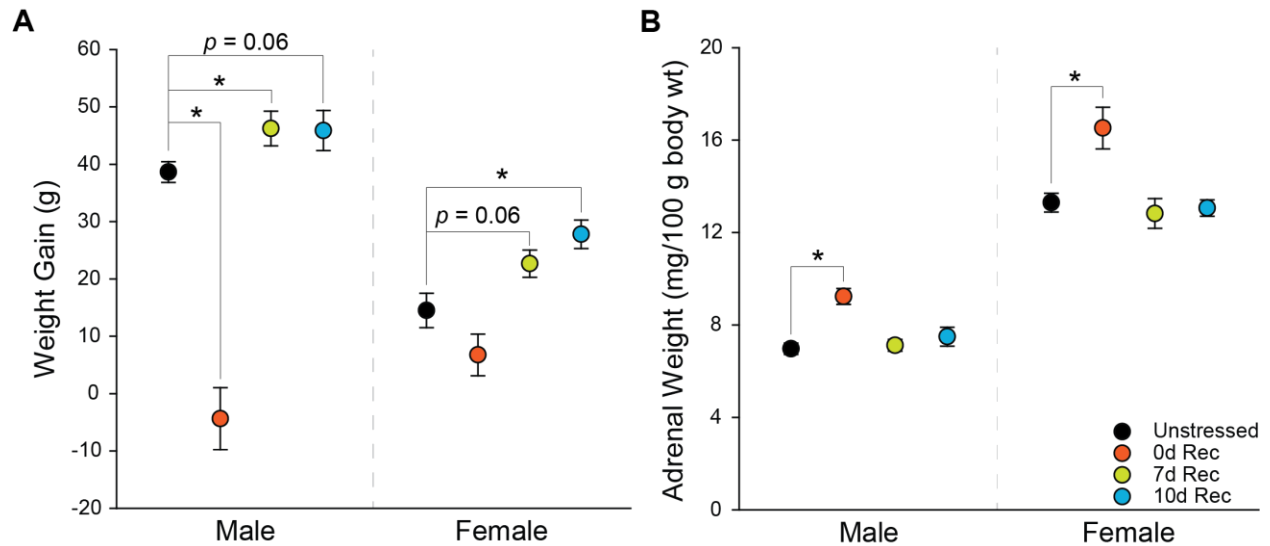 A
Weight Gain (g)
60
50
40
30
20
10
0
-10
-20
p = 0.06
*
*
*
p = 0.06
Male
Female
B
Adrenal Weight (mg/100 g body wt)
20
16
12
8
4
0
*
*
Unstressed
0d Rec
7d Rec
10d Rec
Male
Female